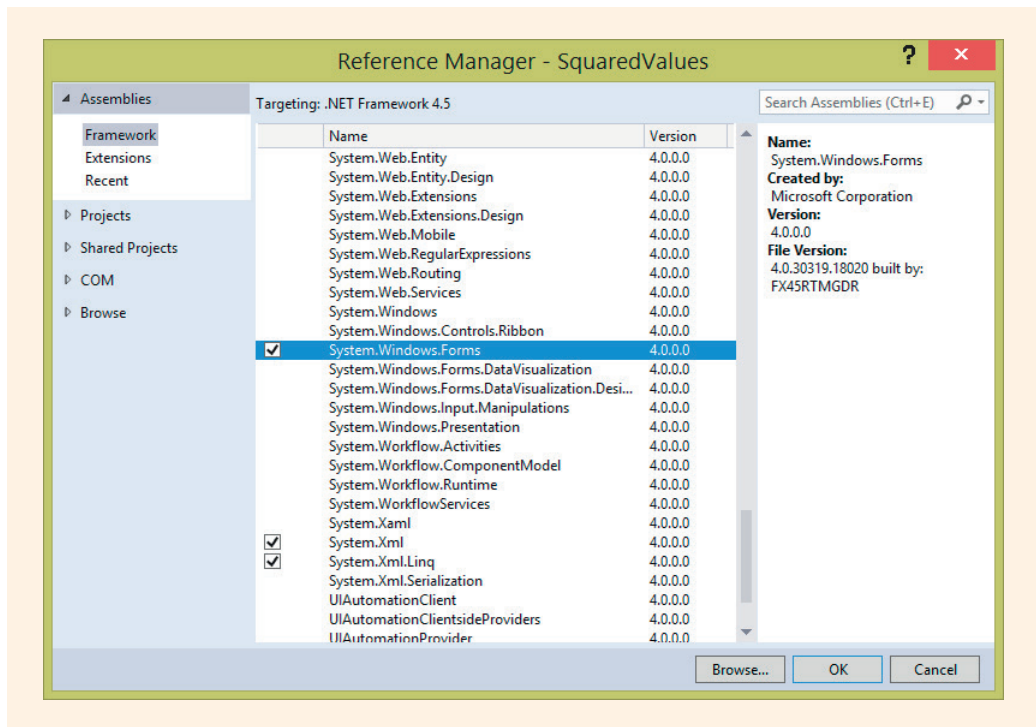 Reference Manager - SquaredValues
?
Assemblies
Framework
Extensions
Recent
Projects
Shared Projects
COM
Browse
Targeting: .NET Framework 4.5
Name Version
System.Web.Entity 4.0.0.0
System.Web.Entity.Design 4.0.0.0
System.Web.Extensions 4.0.0.0
System.Web.Extensions.Design 4.0.0.0
System.Web.Mobile 4.0.0.0
System.Web.RegularExpressions 4.0.0.0
System.Web.Routing 4.0.0.0
System.Web.Services 4.0.0.0
System.Windows 4.0.0.0
System.Windows.Controls.Ribbon 4.0.0.0
System.Windows.Forms 4.0.0.0
System.Windows.Forms.DataVisualization 4.0.0.0
System.Windows.Forms.DataVisualization.Desi... 4.0.0.0
System.Windows.Input.Manipulations 4.0.0.0
System.Windows.Presentation 4.0.0.0
System.Workflow.Activities 4.0.0.0
System.Workflow.ComponentModel 4.0.0.0
System.Workflow.Runtime 4.0.0.0
System.WorkflowServices 4.0.0.0
System.Xaml 4.0.0.0
System.Xml 4.0.0.0
System.Xml.Linq 4.0.0.0
System.Xml.Serialization 4.0.0.0
UIAutomationClient 4.0.0.0
UIAutomationClientsideProviders 4.0.0.0
UIAutomationProvider 4.0.0.0
Search Assemblies (Ctrl+E)
Name:
System.Windows.Forms
Created by:
Microsoft Corporation
Version:
4.0.0.0
File Version:
4.0.30319.18020 built by:
FX45RTMGDR
Browse... OK Cancel